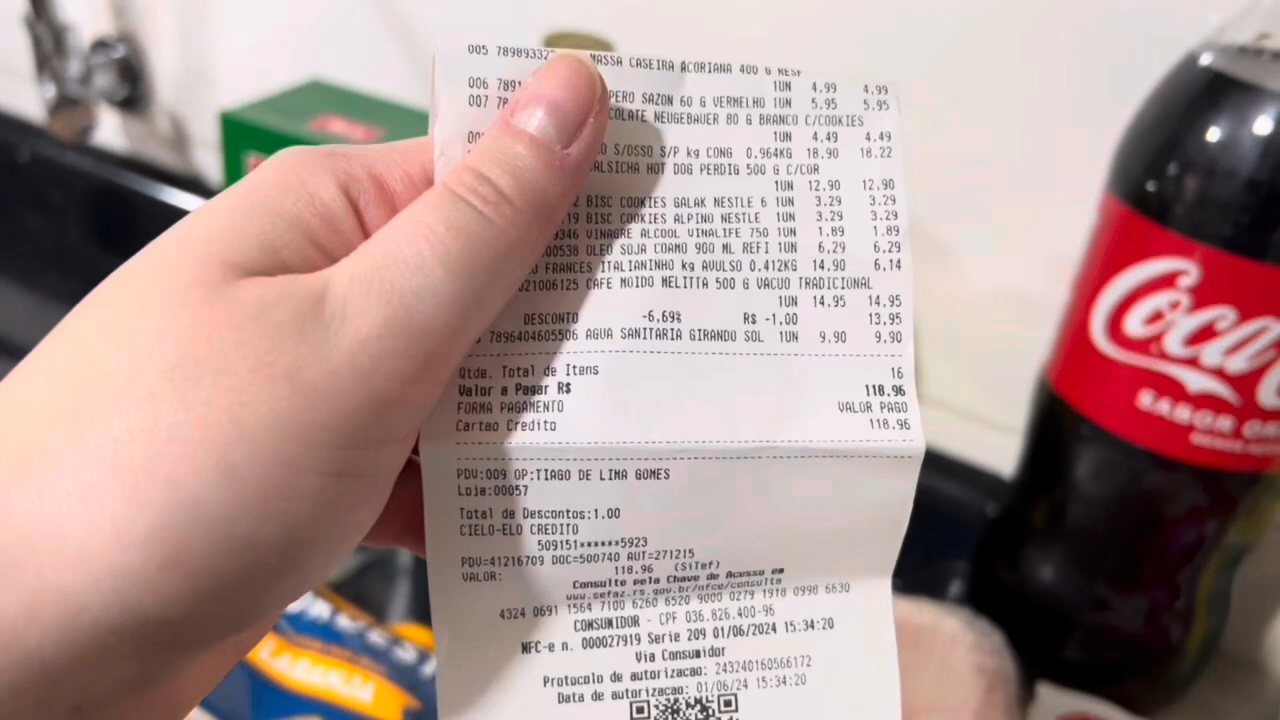 005 MASSA CASEIRA ACORIANA 400 G RESF
1UN 4.99 4.99
006 PERO SAZON 60 G VERMELHO 1UN 5.95 5.95
007 COLATE NEUGEBAUER 80 G BRANCO C/COOKIES
1UN 4.49 4.49
O S/OSSO S/P kg CONG 0.964KG 18.90 18.22
ALSICHA HOT DOG PERDIG 500 G C/COR
1UN 12.90 12.90
2 BISC COOKIES GALAK NESTLE 6 1UN 3.29 3.29
19 BISC COOKIES ALPINO NESTLE 1UN 3.29 3.29
9346 VINAGRE ALCOOL VINALIFE 750 1UN 1.89 1.89
00538 OLEO SOJA COAMO 900 ML REFI 1UN 6,29 6,29
FRANCES ITALIANINHO kg AVULSO 0,412KG 14.90 6,14
021006125 CAFE MOIDO MELITTA 500 G VACUO TRADICIONAL
1UN 14.95 14.95
DESCONTO -6,69% R$ -1,00 13,95
7896404605506 AGUA SANITARIA GIRANDO SOL 1UN 9,90 9.90
Qtde. Total de Itens 16
Valor a Pagar R$ 118.96
FORMA PAGAMENTO VALOR PAGO
Cartao Credito 118.96
PDV:009 OP:TIAGO DE LIMA GOMES
Loja:00057
Total de Descontos:1.00
CIELO-ELO CREDITO
509151******5923
PDV=41216709 DOC=500740 AUT=271215
VALOR: 118.96 (SiTef)
Consulte pela Chave de Acesso em
www.sefaz.rs.gov.br/nfce/consulta
4324 0691 1564 7100 6260 6520 9000 0279 1918 0998 6630
CONSUMIDOR - CPF 036.826.400-96
NFC-e n. 000027919 Serie 209 01/06/2024 15:34:20
Via Consumidor
Protocolo de autorizacao: 243240160566172
Data de autorizacao: 01/06/24 15:34:20
Coca
SABOR
LARANJA